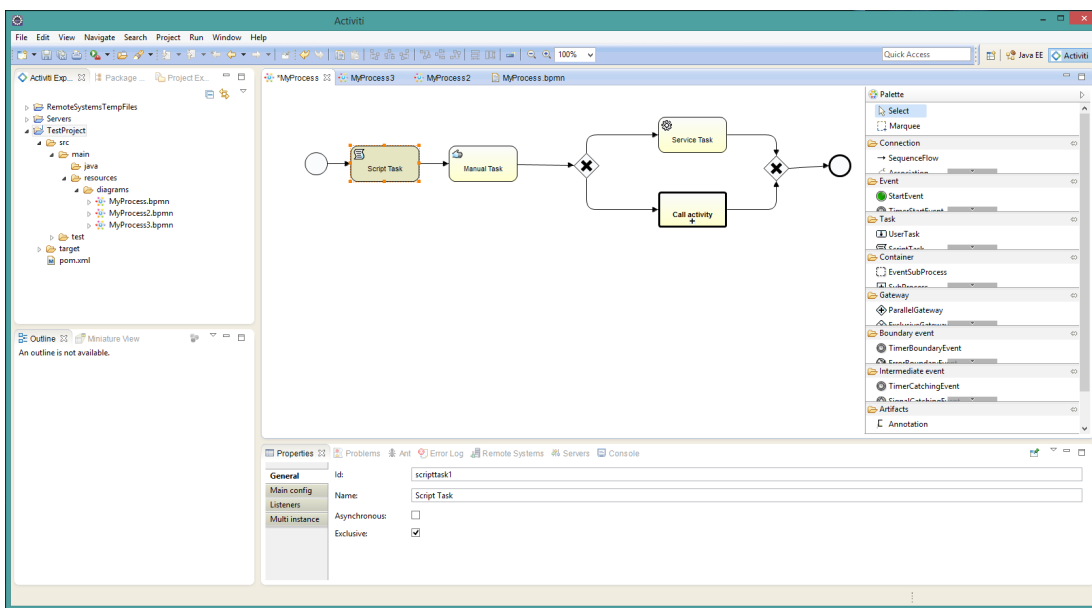 Activiti
File Edit View Navigate Search Project Run Window Help
100%
Quick Access
Java EE
Activiti
Activiti Exp...
Package ...
Project Ex...
RemoteSystemsTempFiles
Servers
TestProject
src
main
java
resources
diagrams
MyProcess.bpmn
MyProcess2.bpmn
MyProcess3.bpmn
test
target
pom.xml
Outline
Miniature View
An outline is not available.
*MyProcess
MyProcess3
MyProcess2
MyProcess.bpmn
Script Task
Manual Task
Service Task
Call activity
Palette
Select
Marquee
Connection
SequenceFlow
Association
Event
StartEvent
TimerStartEvent
Task
UserTask
ScriptTask
Container
EventSubProcess
SubProcess
Gateway
ParallelGateway
ExclusiveGateway
Boundary event
TimerBoundaryEvent
Intermediate event
TimerCatchingEvent
Artifacts
Annotation
Properties
Problems
Ant
Error Log
Remote Systems
Servers
Console
General
Main config
Listeners
Multi instance
Id:
scripttask1
Name:
Script Task
Asynchronous:
Exclusive: